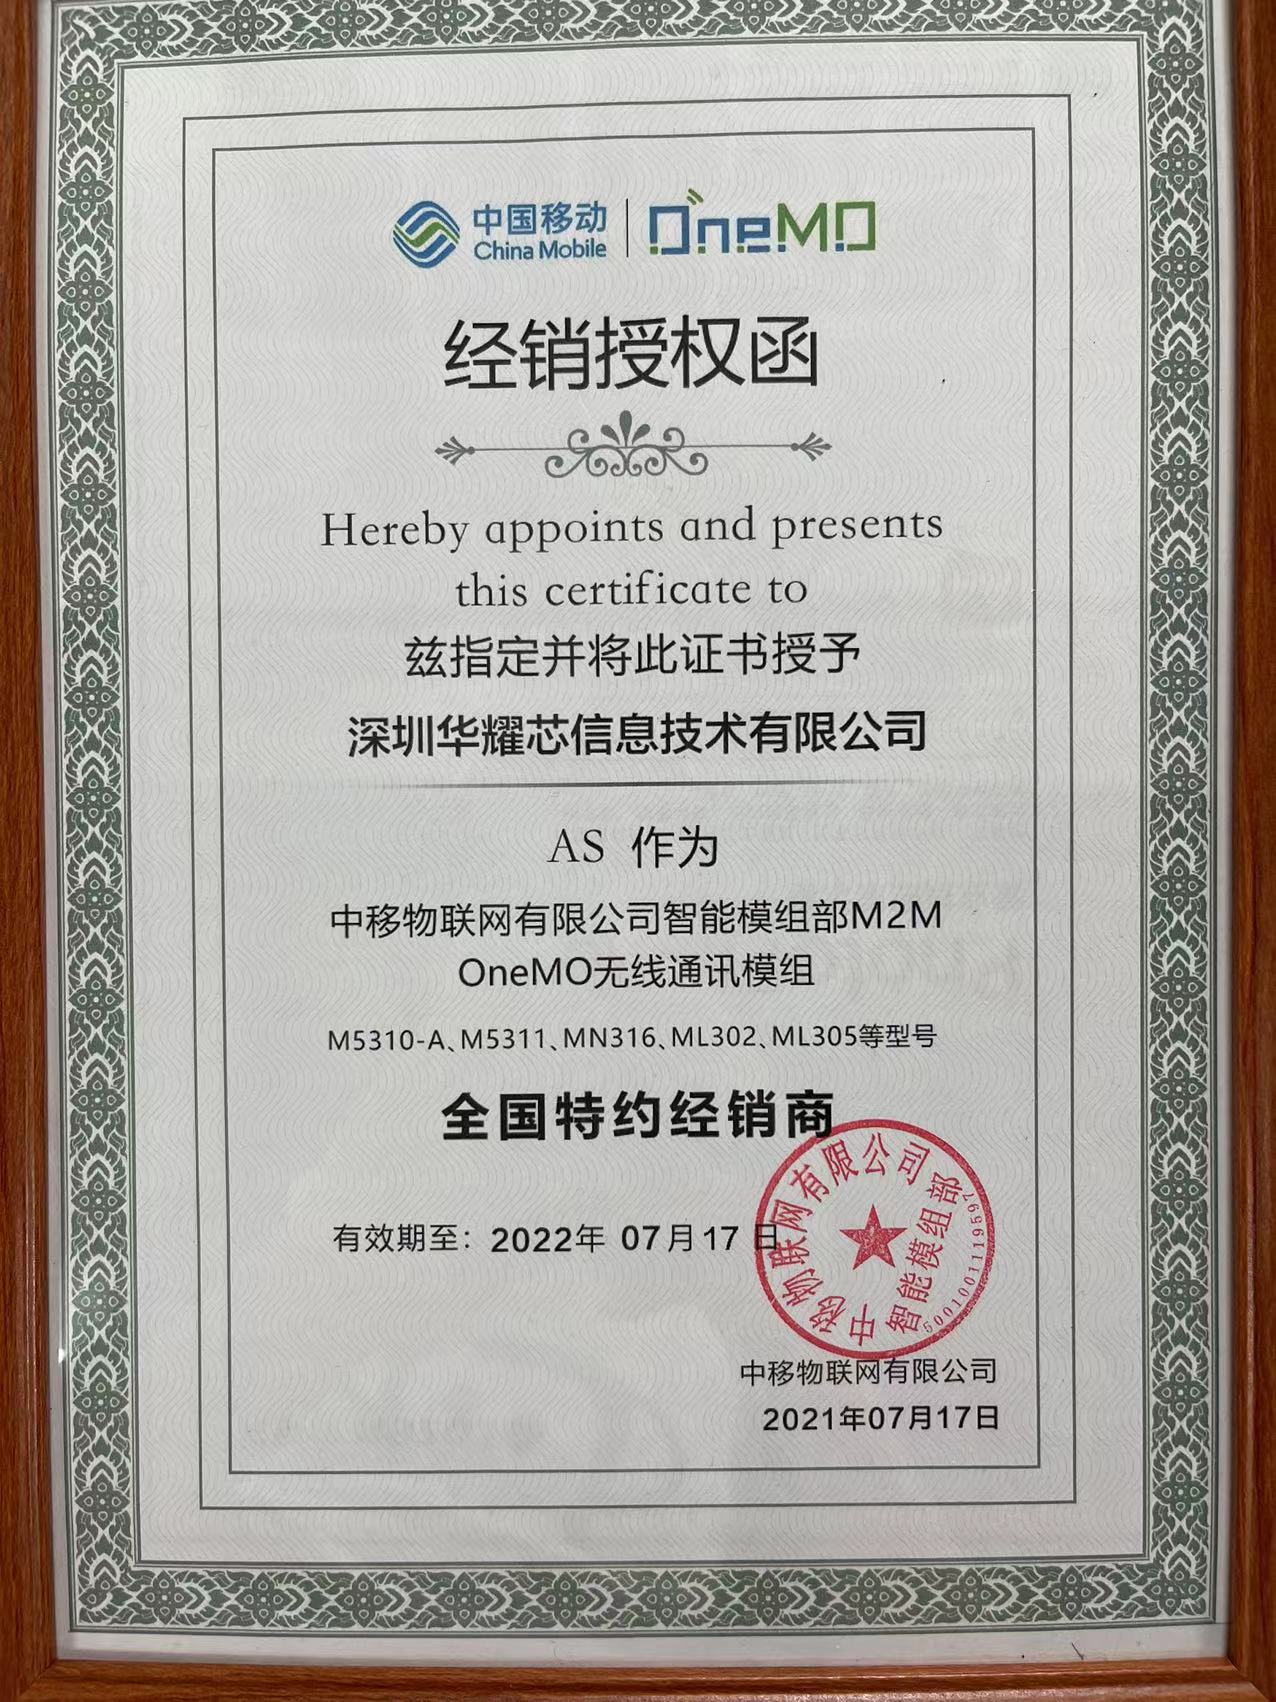 中国移动
China Mobile
OneMO
经销授权函
Hereby appoints and presents
this certificate to
兹指定并将此证书授予
深圳华耀芯信息技术有限公司
AS 作为
中移物联网有限公司智能模组部M2M
OneMO无线通讯模组
M5310-A、M5311、MN316、ML302、ML305等型号
全国特约经销商
有效期至：2022年 07月17日
中移物联网有限公司
智能模组部
5001001119597
中移物联网有限公司
2021年07月17日